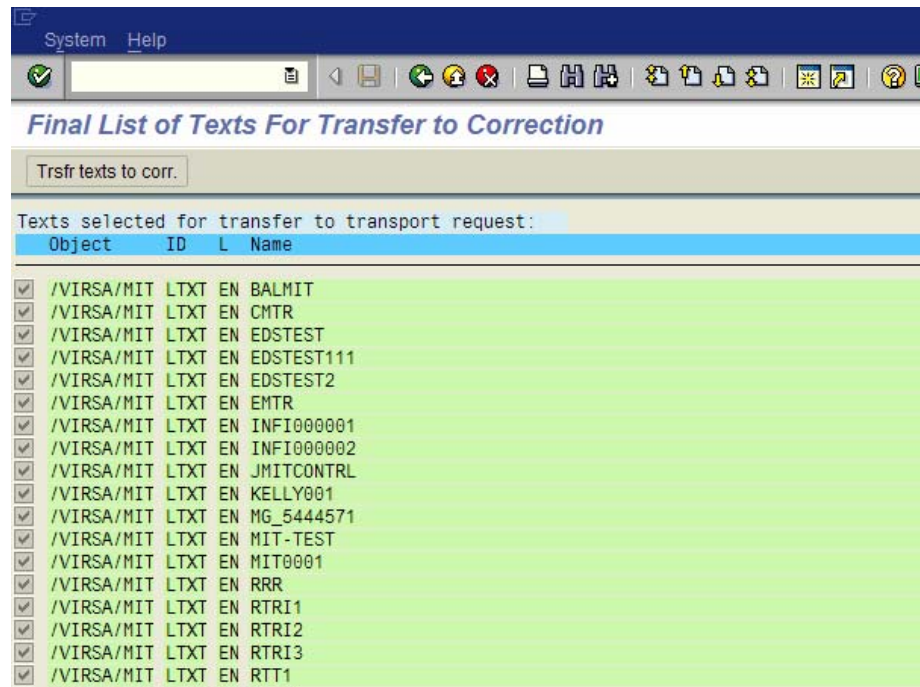 System Help
Final List of Texts For Transfer to Correction
Trsfr texts to corr.
Texts selected for transfer to transport request:
Object ID L Name
/VIRSA/MIT LTXT EN BALMIT
/VIRSA/MIT LTXT EN CMTR
/VIRSA/MIT LTXT EN EDSTEST
/VIRSA/MIT LTXT EN EDSTEST111
/VIRSA/MIT LTXT EN EDSTEST2
/VIRSA/MIT LTXT EN EMTR
/VIRSA/MIT LTXT EN INFI000001
/VIRSA/MIT LTXT EN INFI000002
/VIRSA/MIT LTXT EN JMITCONTRL
/VIRSA/MIT LTXT EN KELLY001
/VIRSA/MIT LTXT EN MG_5444571
/VIRSA/MIT LTXT EN MIT-TEST
/VIRSA/MIT LTXT EN MIT0001
/VIRSA/MIT LTXT EN RRR
/VIRSA/MIT LTXT EN RTRI1
/VIRSA/MIT LTXT EN RTRI2
/VIRSA/MIT LTXT EN RTRI3
/VIRSA/MIT LTXT EN RTT1